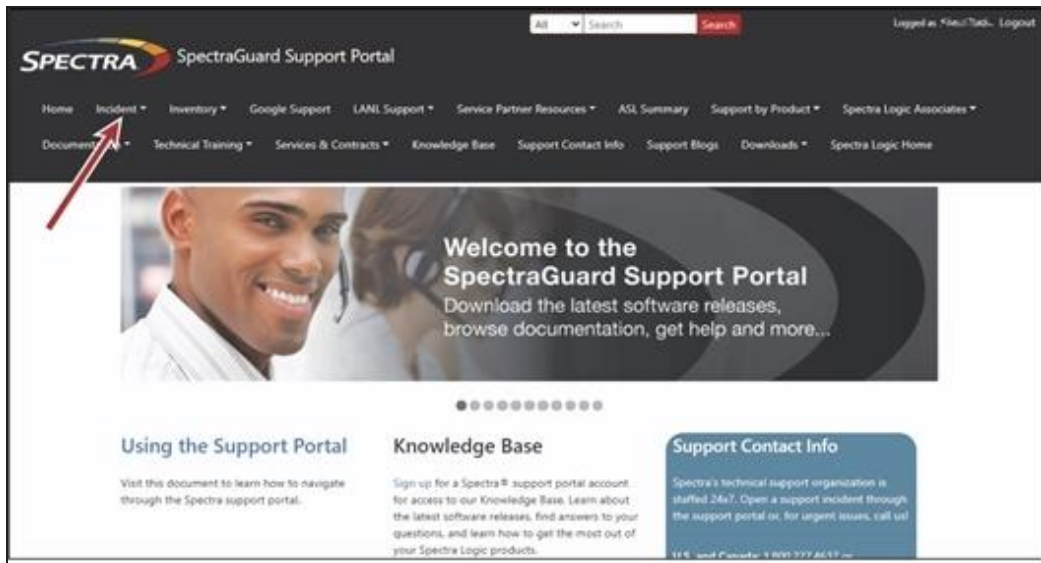 All Search Search Logged as Logout
SPECTRA SpectraGuard Support Portal
Home Incident Inventory Google Support LANL Support Service Partner Resources ASL Summary Support by Product Spectra Logic Associates
Technical Training Services & Contracts Knowledge Base Support Contact Info Support Blogs Downloads Spectra Logic Home
Welcome to the
SpectraGuard Support Portal
Download the latest software releases,
browse documentation, get help and more...
Using the Support Portal
Visit this document to learn how to navigate
through the Spectra support portal.
Knowledge Base
Sign up for a Spectra® support portal account
for access to our Knowledge Base. Learn about
the latest software releases, find answers to your
questions, and learn how to get the most out of
your Spectra Logic products.
Support Contact Info
Spectra's technical support organization is
staffed 24x7. Open a support incident through
the support portal or, for urgent issues, call us!
U.S. and Canada: